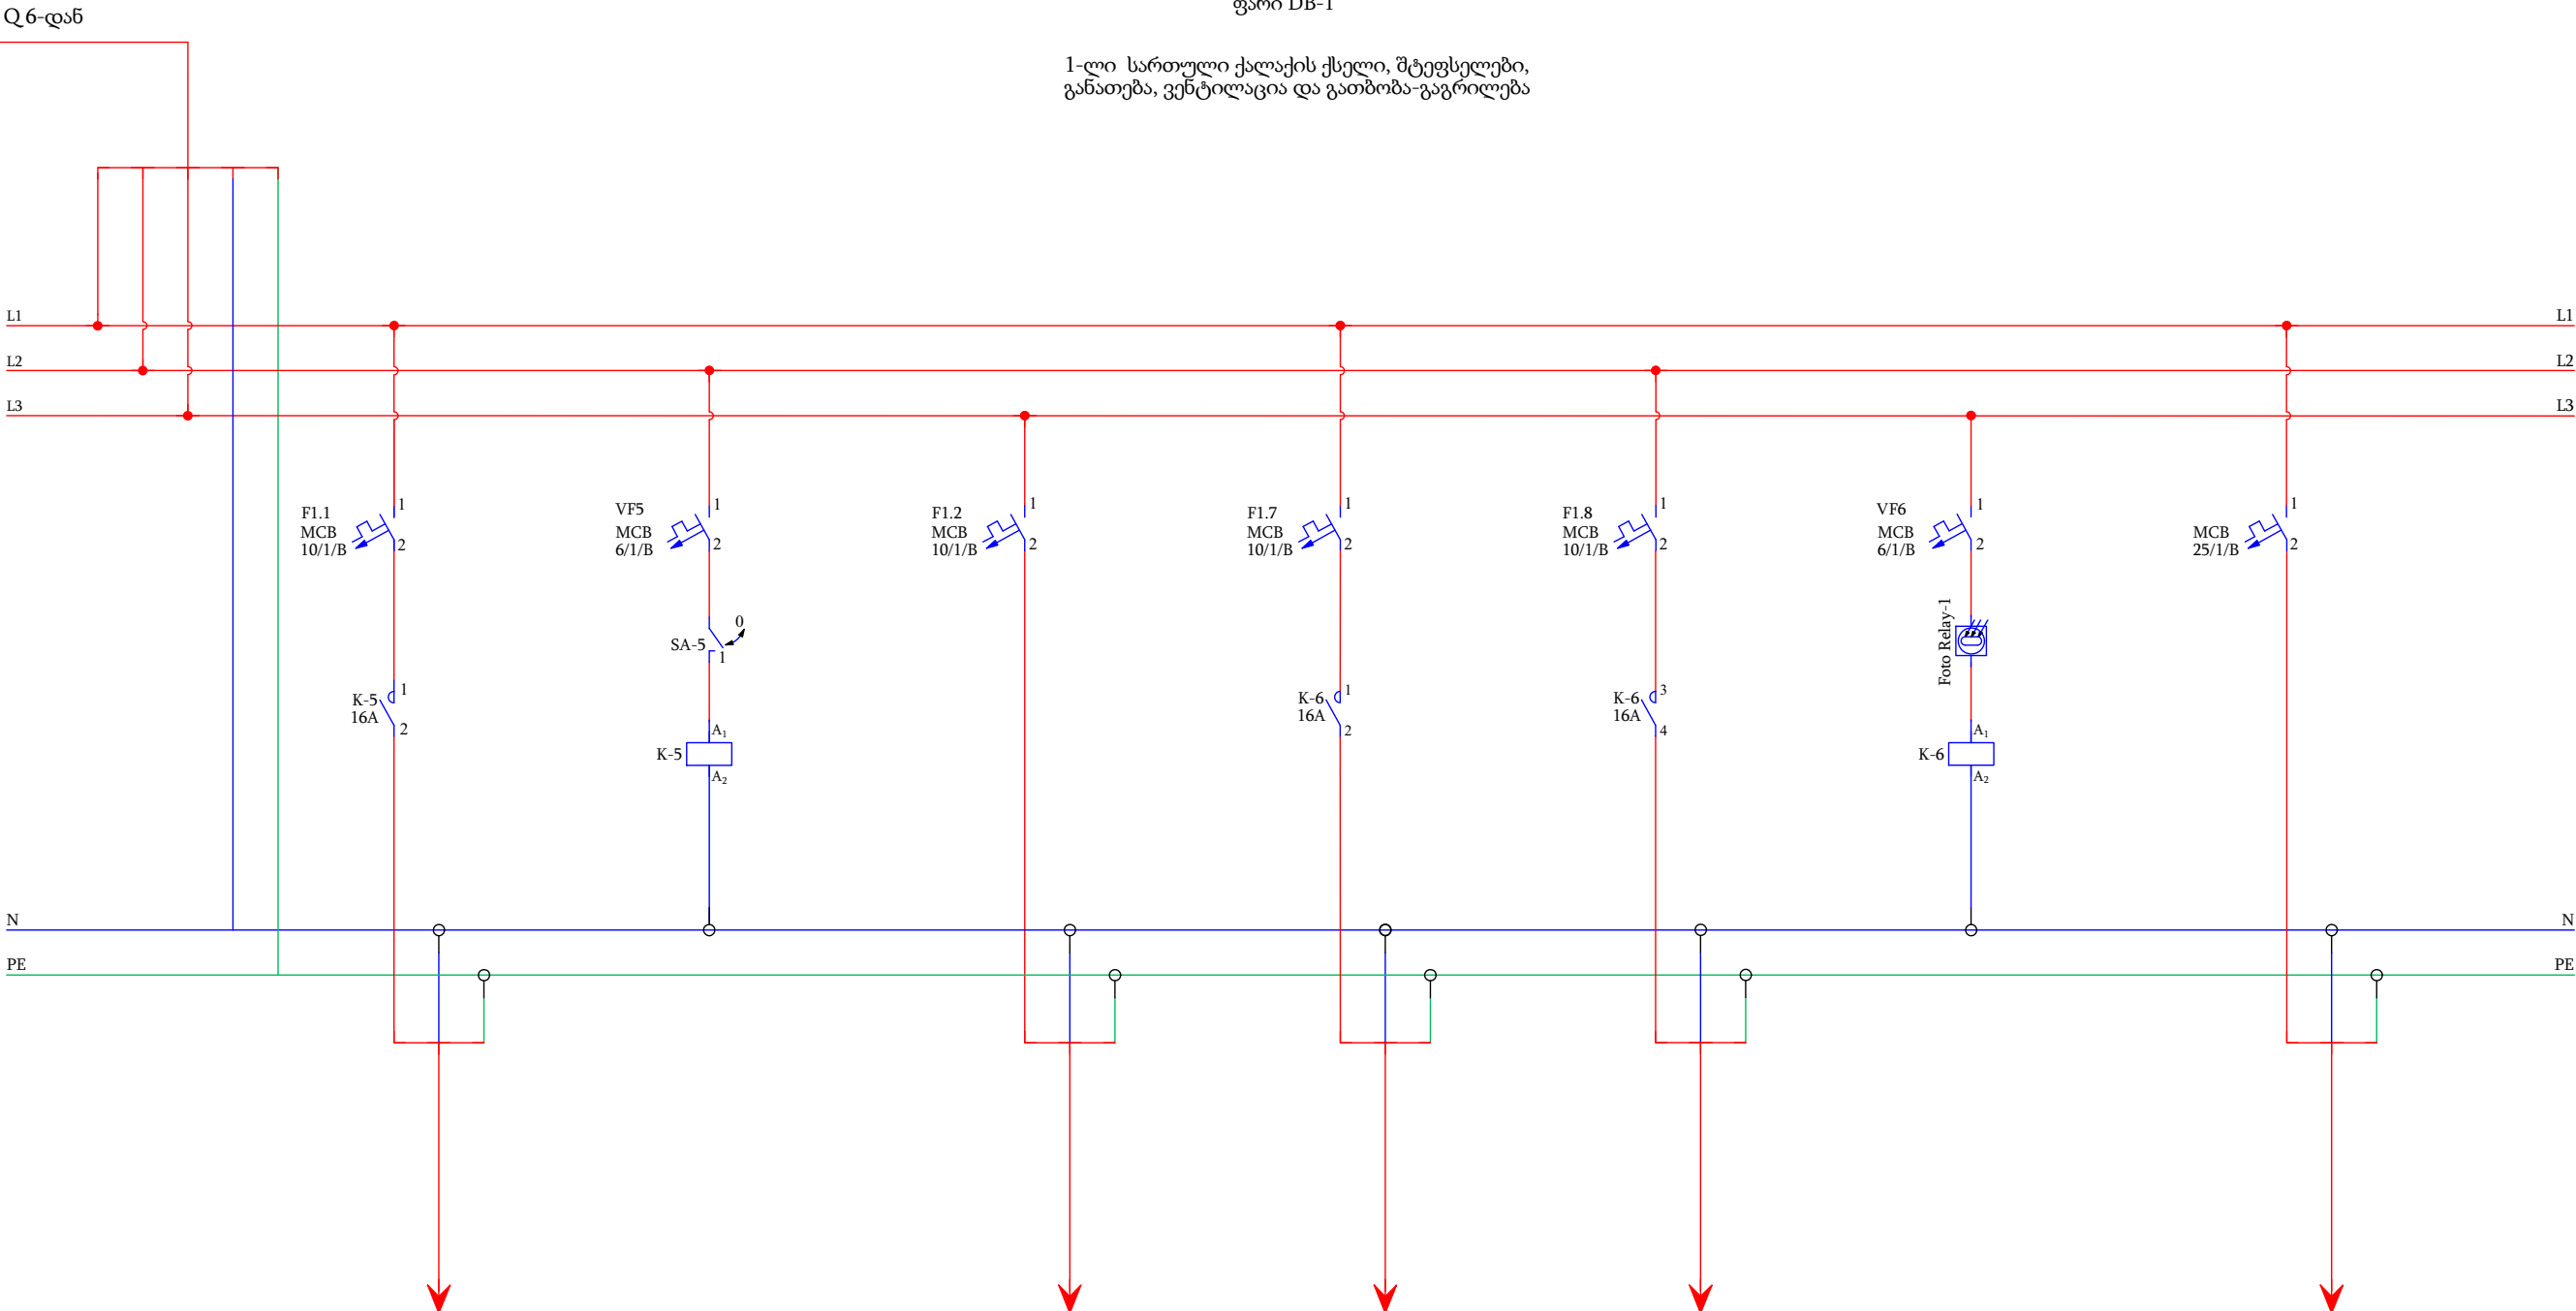 Q 6-დან
ფარი DB-1
1-ლი სართული ქალაქის ქსელი, შტეფსელები,
განათება, ვენტილაცია და გათბობა-გაგრილება
L1 L1
L2 L2
L3 L3
F1.1
MCB
10/1/B
1
2
VF5
MCB
6/1/B
1
2
F1.2
MCB
10/1/B
1
2
F1.7
MCB
10/1/B
1
2
F1.8
MCB
10/1/B
1
2
VF6
MCB
6/1/B
1
2
MCB
25/1/B
1
2
SA-5
0
1
Foto Relay-1
K-5
16A
1
2
K-5
A₁
A₂
K-6
16A
1
2
K-6
16A
3
4
K-6
A₁
A₂
N N
PE PE